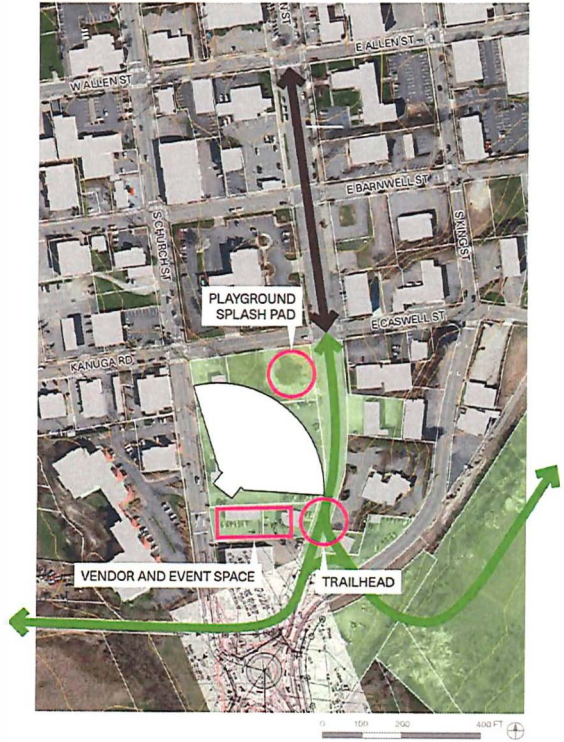 N ST
E ALLEN ST
W ALLEN ST
E BARNWELL ST
S CHURCH ST
S KING ST
PLAYGROUND
SPLASH PAD
E CASWELL ST
KANUGA RD
VENDOR AND EVENT SPACE
TRAILHEAD
0 100 200 400 FT